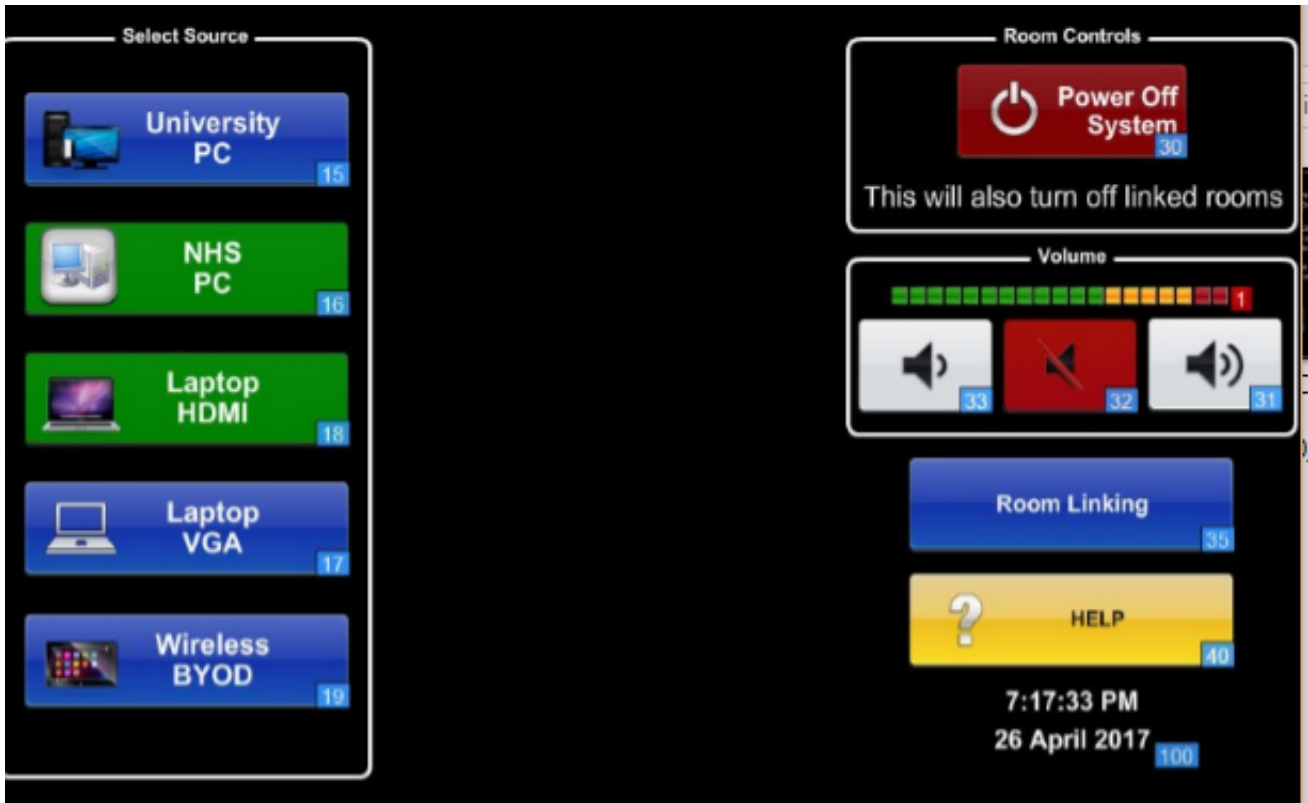 Select Source
University
PC
15
NHS
PC
16
Laptop
HDMI
18
Laptop
VGA
17
Wireless
BYOD
19
Room Controls
Power Off
System
30
This will also turn off linked rooms
Volume
1
33
32
31
Room Linking
35
HELP
40
7:17:33 PM
26 April 2017
100